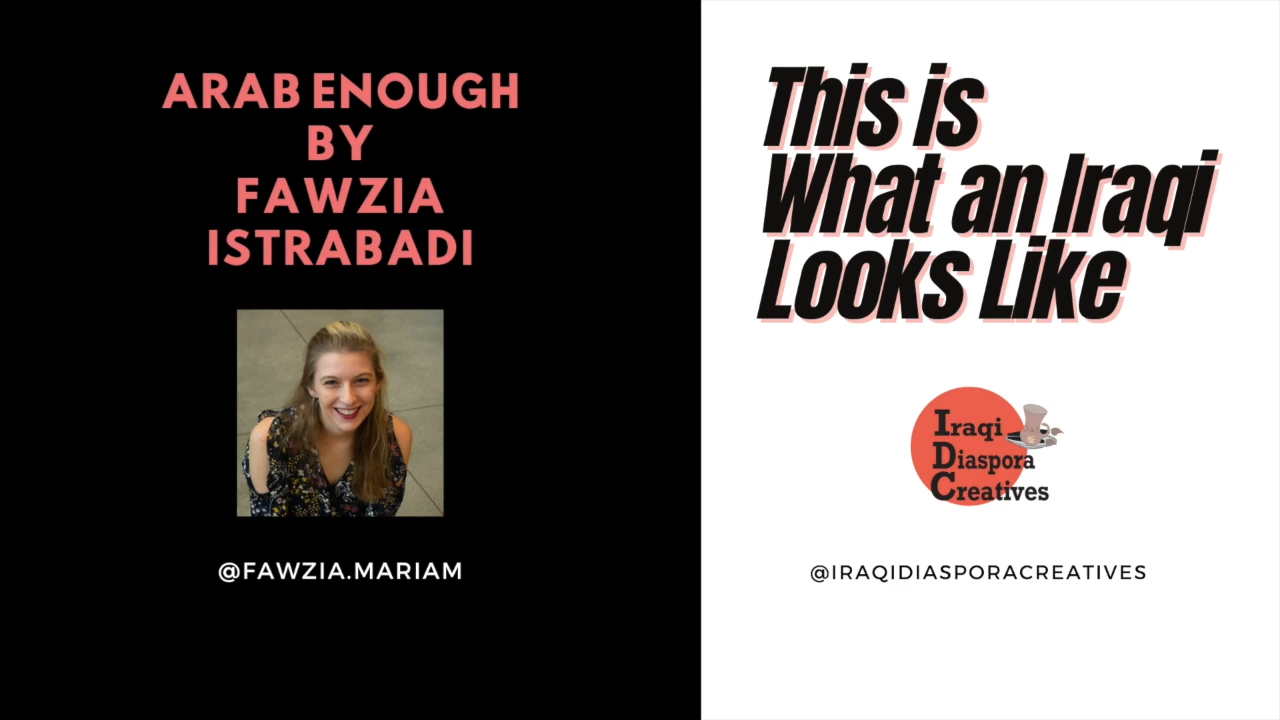 ARAB ENOUGH
BY
FAWZIA
ISTRABADI
@FAWZIA.MARIAM
This is
What an Iraqi
Looks Like
Iraqi
Diaspora
Creatives
@IRAQIDIASPORACREATIVES